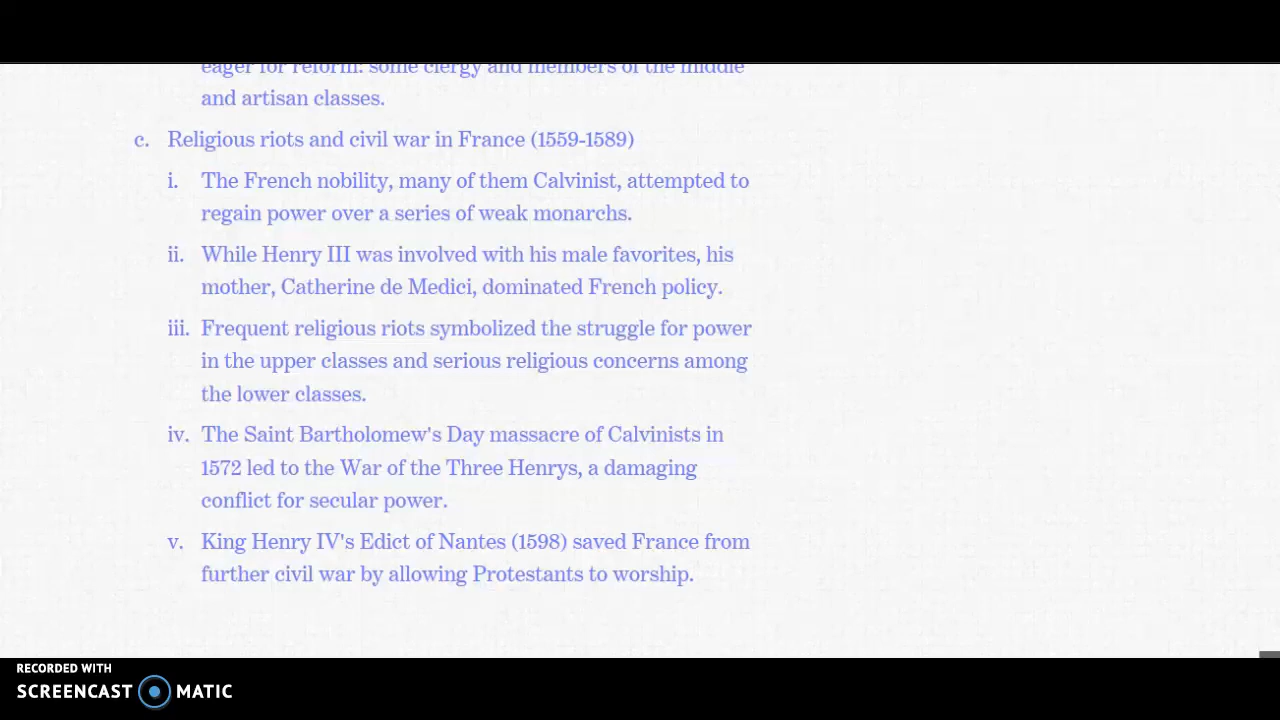 eager for reform: some clergy and members of the middle
and artisan classes.
c. Religious riots and civil war in France (1559-1589)
i. The French nobility, many of them Calvinist, attempted to
regain power over a series of weak monarchs.
ii. While Henry III was involved with his male favorites, his
mother, Catherine de Medici, dominated French policy.
iii. Frequent religious riots symbolized the struggle for power
in the upper classes and serious religious concerns among
the lower classes.
iv. The Saint Bartholomew's Day massacre of Calvinists in
1572 led to the War of the Three Henrys, a damaging
conflict for secular power.
v. King Henry IV's Edict of Nantes (1598) saved France from
further civil war by allowing Protestants to worship.
RECORDED WITH
SCREENCAST MATIC